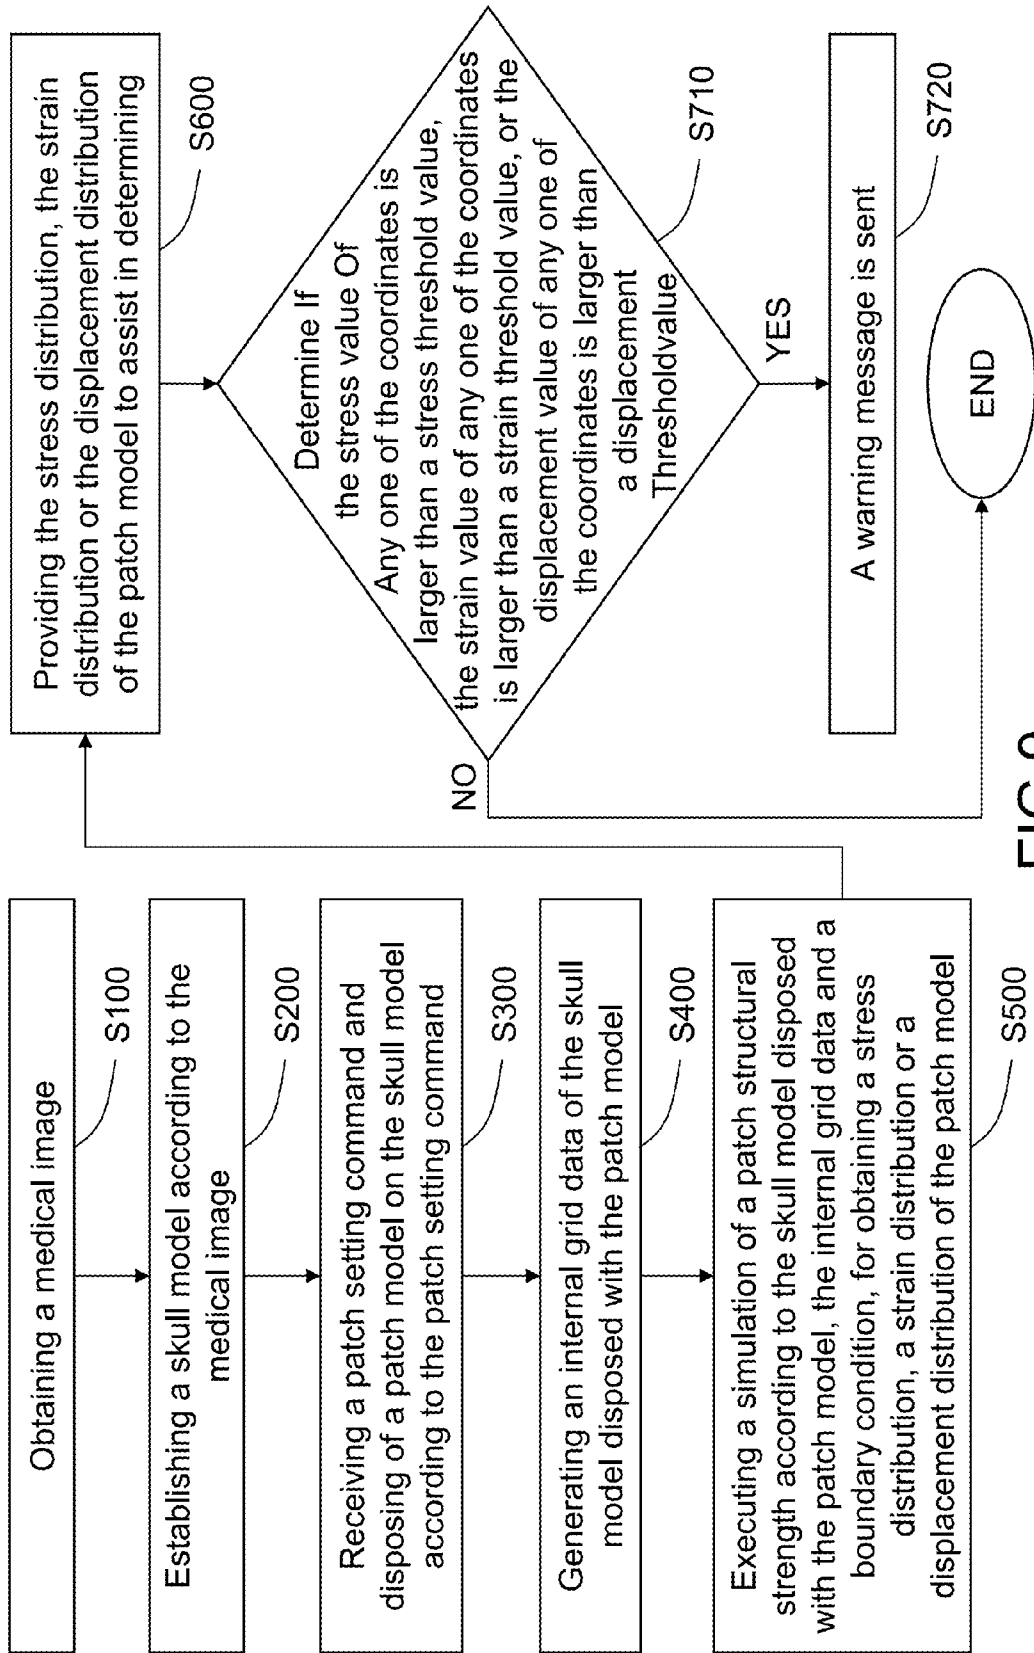 Obtaining a medical image
S100
Establishing a skull model according to the
medical image
S200
Receiving a patch setting command and
disposing of a patch model on the skull model
according to the patch setting command
S300
Generating an internal grid data of the skull
model disposed with the patch model
S400
Executing a simulation of a patch structural
strength according to the skull model disposed
with the patch model, the internal grid data and a
boundary condition, for obtaining a stress
distribution, a strain distribution or a
displacement distribution of the patch model
S500
Providing the stress distribution, the strain
distribution or the displacement distribution
of the patch model to assist in determining
S600
Determine If
the stress value Of
Any one of the coordinates is
larger than a stress threshold value,
the strain value of any one of the coordinates
is larger than a strain threshold value, or the
displacement value of any one of
the coordinates is larger than
a displacement
Thresholdvalue
S710
NO
YES
A warning message is sent
S720
END
FIG